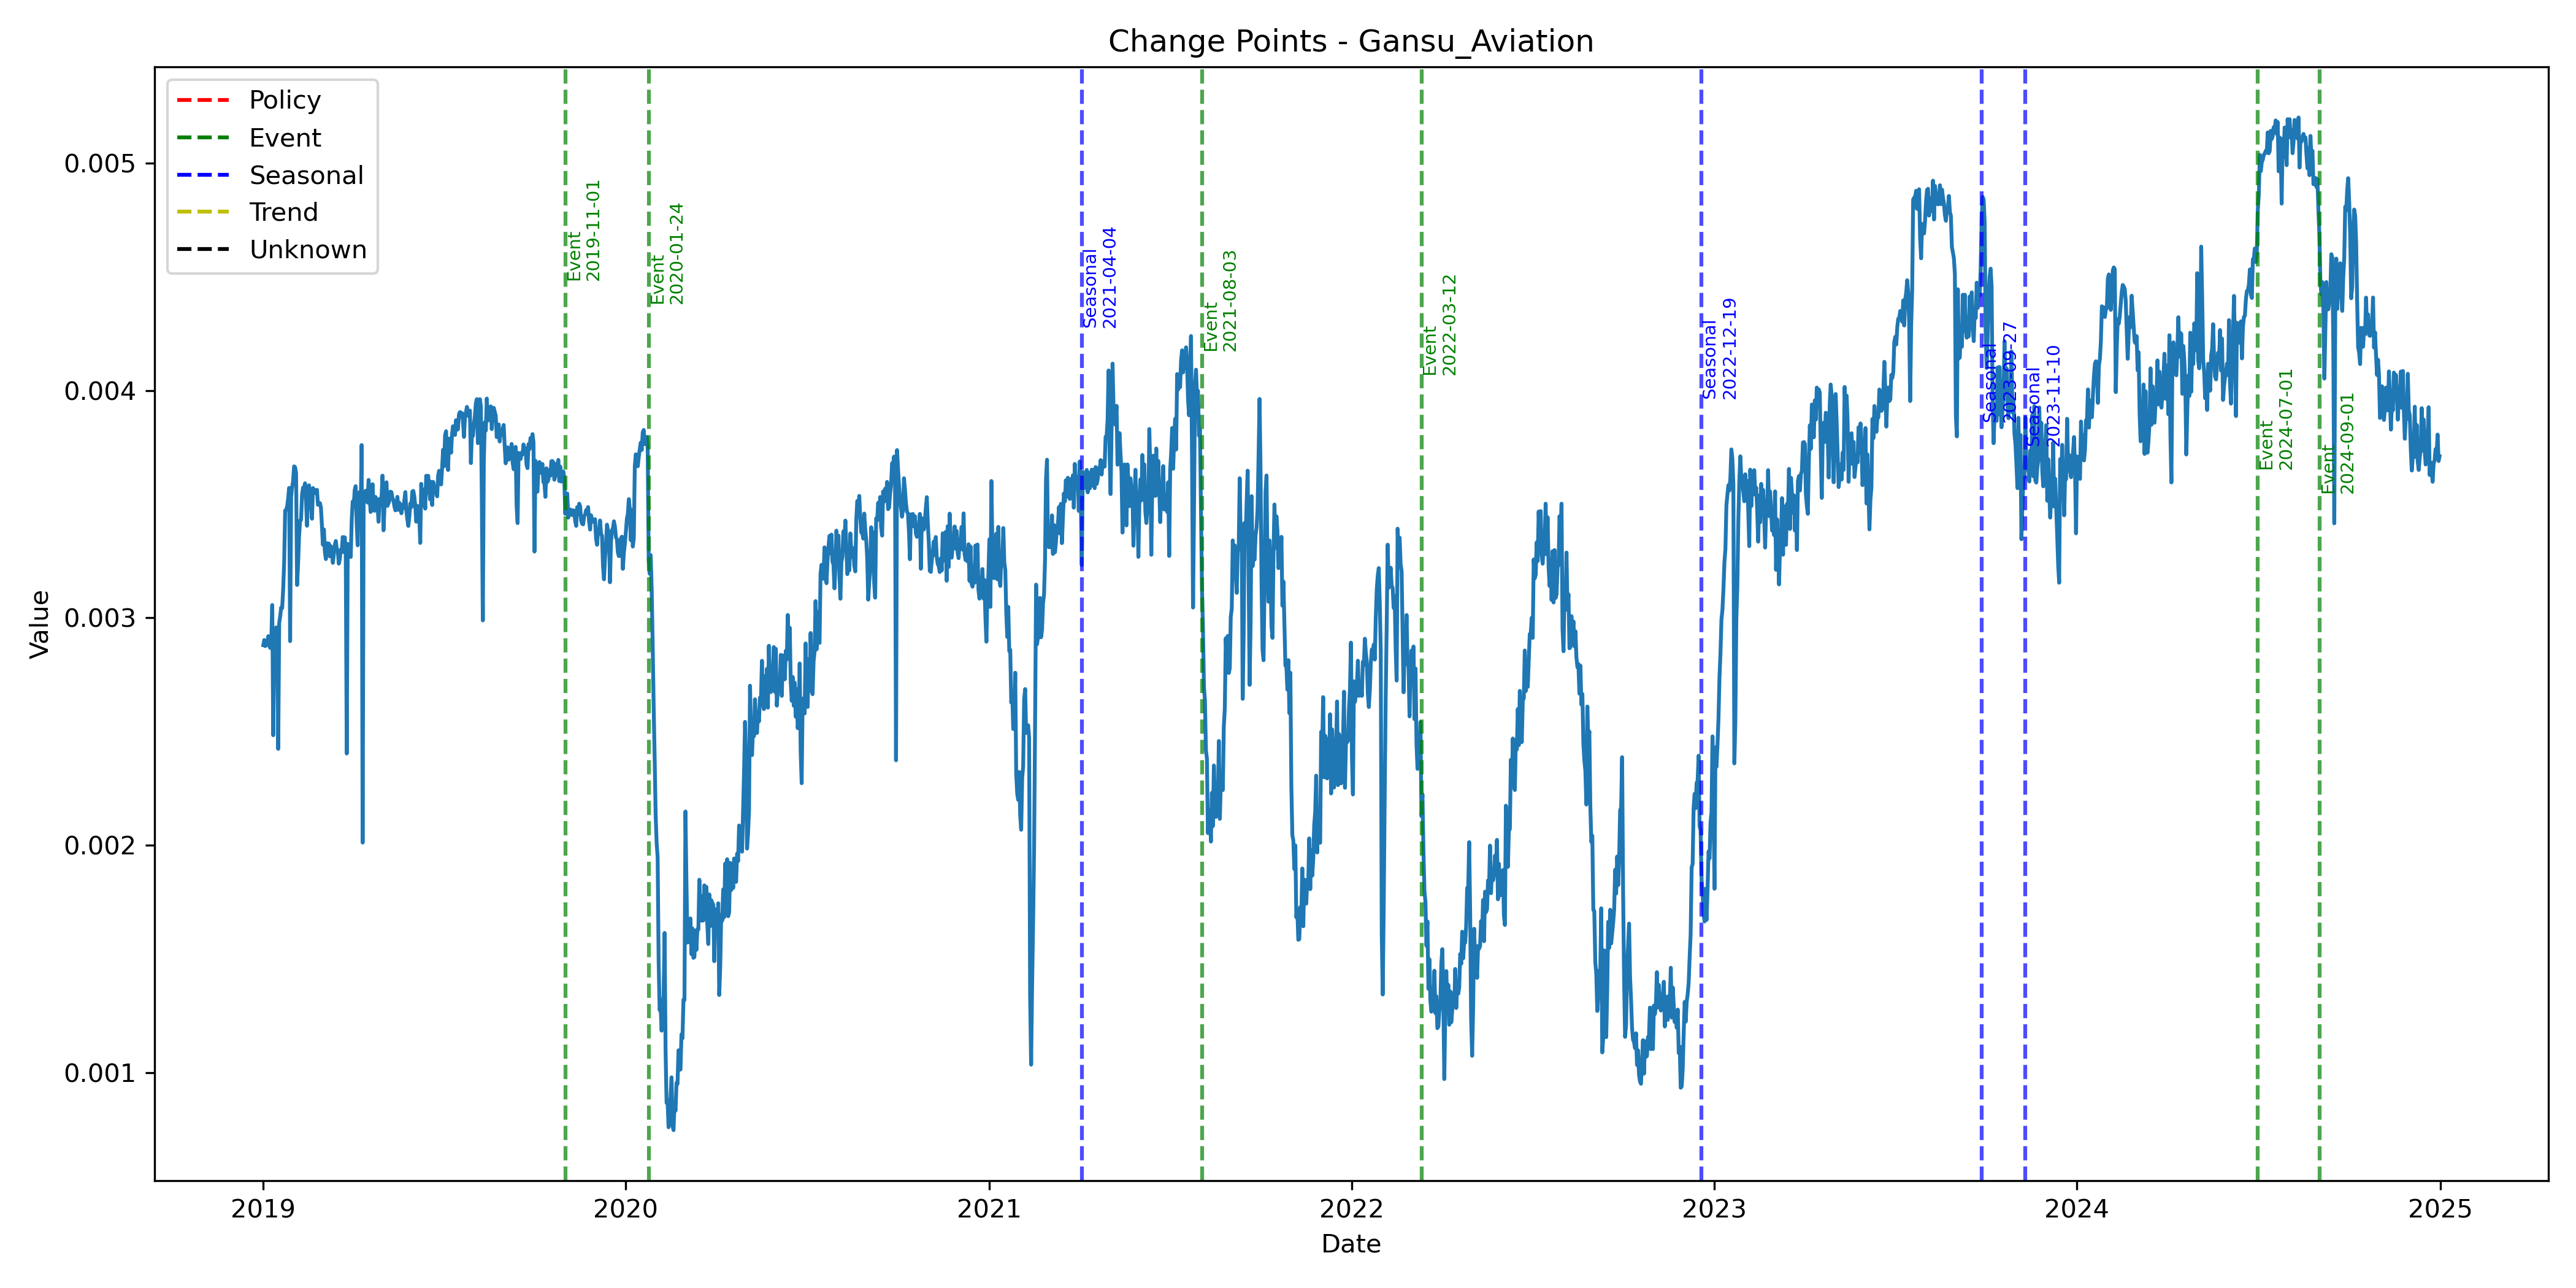 Change Points - Gansu_Aviation
Policy
Event
Seasonal
Trend
Unknown
Value
0.005
0.004
0.003
0.002
0.001
Event
2019-11-01
Event
2020-01-24
Seasonal
2021-04-04
Event
2021-08-03
Event
2022-03-12
Seasonal
2022-12-19
Seasonal
2023-09-27
Seasonal
2023-11-10
Event
2024-07-01
Event
2024-09-01
2019
2020
2021
2022
2023
2024
2025
Date